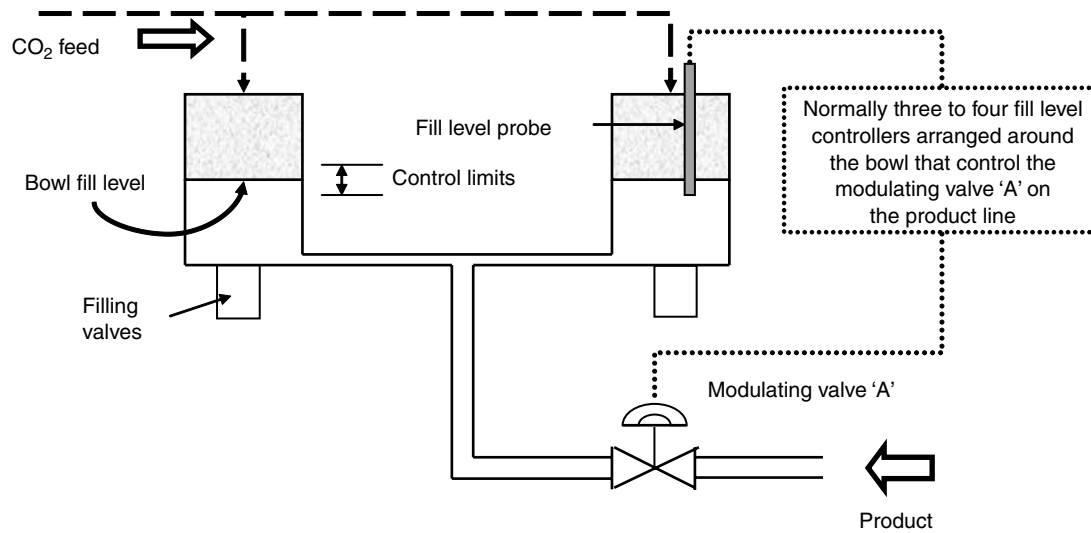 CO2 feed
Fill level probe
Control limits
Bowl fill level
Normally three to four fill level
controllers arranged around
the bowl that control the
modulating valve ‘A’ on
the product line
Filling
valves
Modulating valve ‘A’
Product